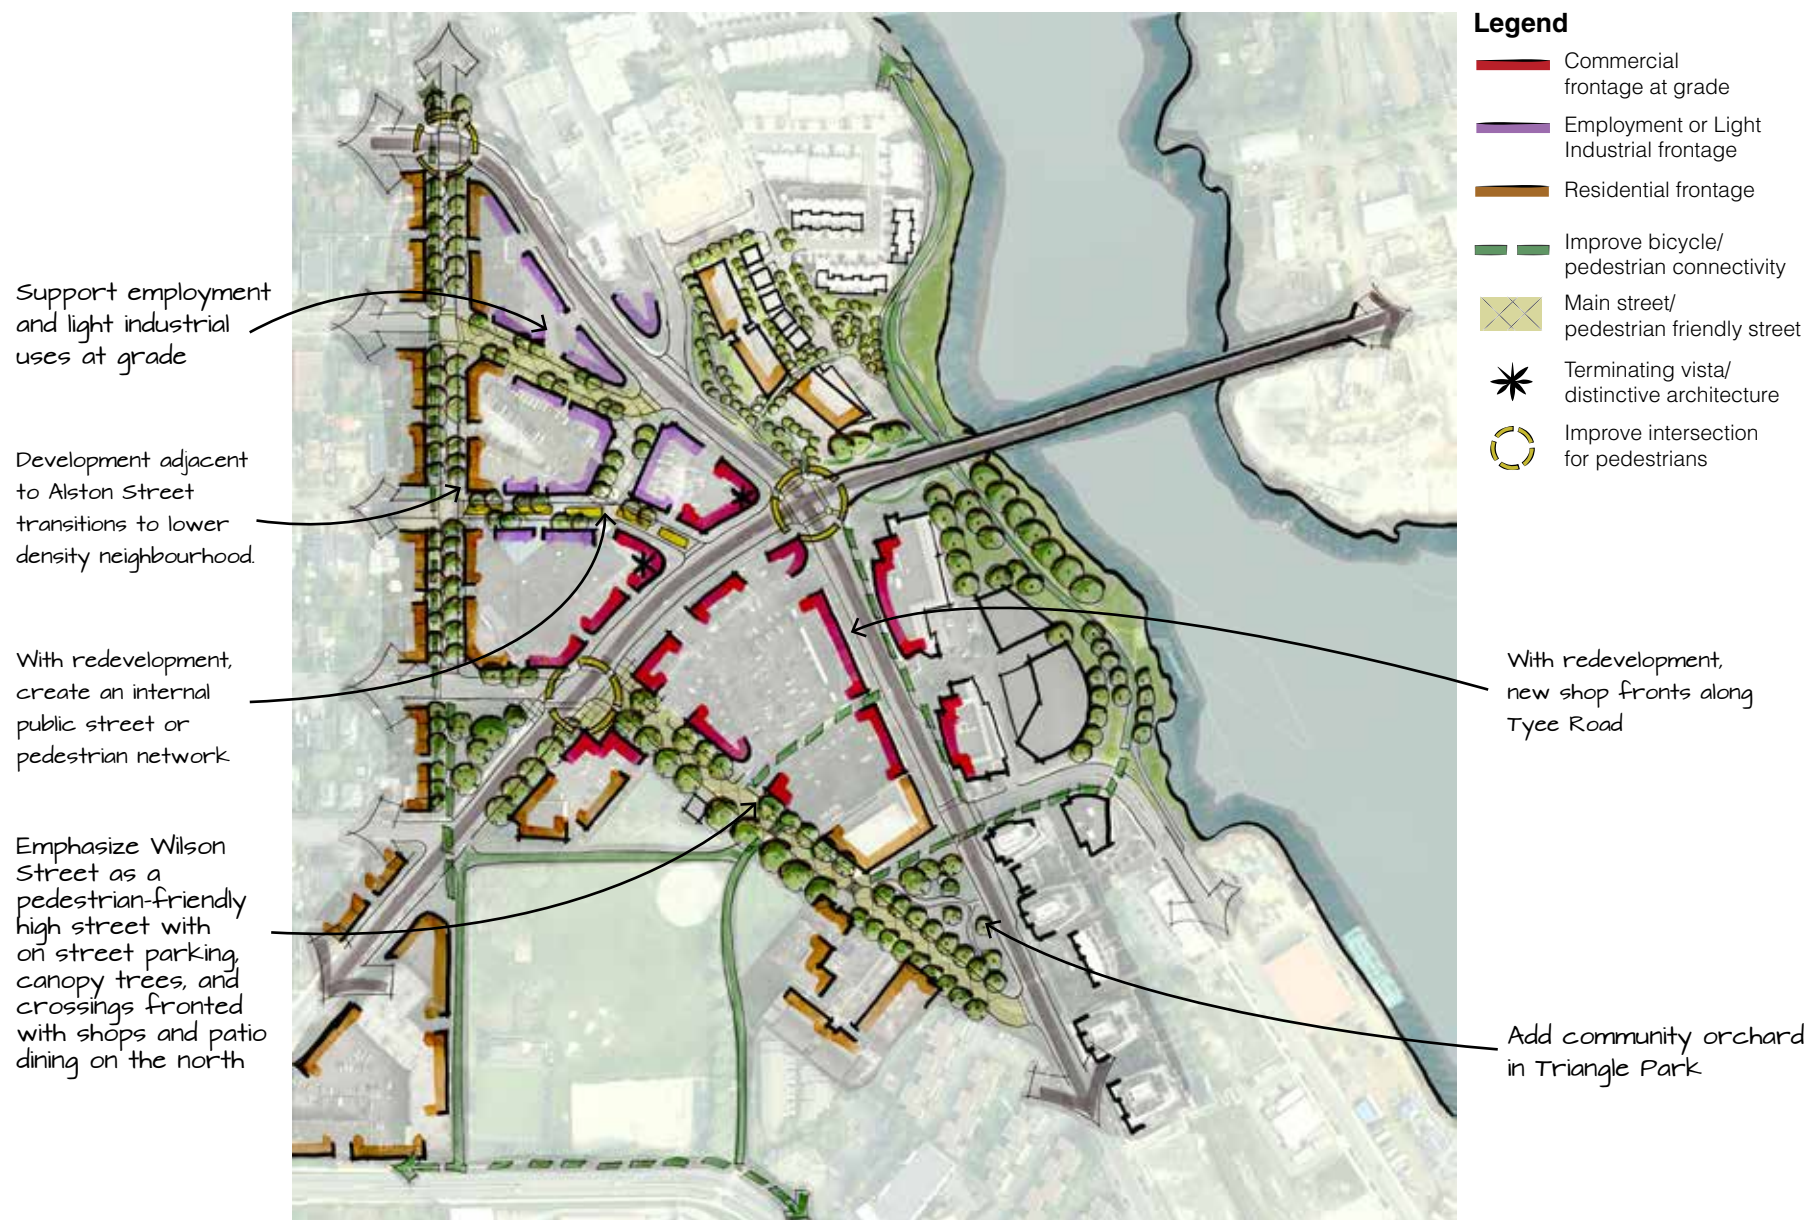 Support employment
and light industrial
uses at grade
Development adjacent
to Alston Street
transitions to lower
density neighbourhood.
With redevelopment,
create an internal
public street or
pedestrian network
Emphasize Wilson
Street as a
pedestrian-friendly
high street with
on street parking,
canopy trees, and
crossings fronted
with shops and patio
dining on the north
Legend
Commercial
frontage at grade
Employment or Light
Industrial frontage
Residential frontage
Improve bicycle/
pedestrian connectivity
Main street/
pedestrian friendly street
Terminating vista/
distinctive architecture
Improve intersection
for pedestrians
With redevelopment,
new shop fronts along
Tyee Road
Add community orchard
in Triangle Park